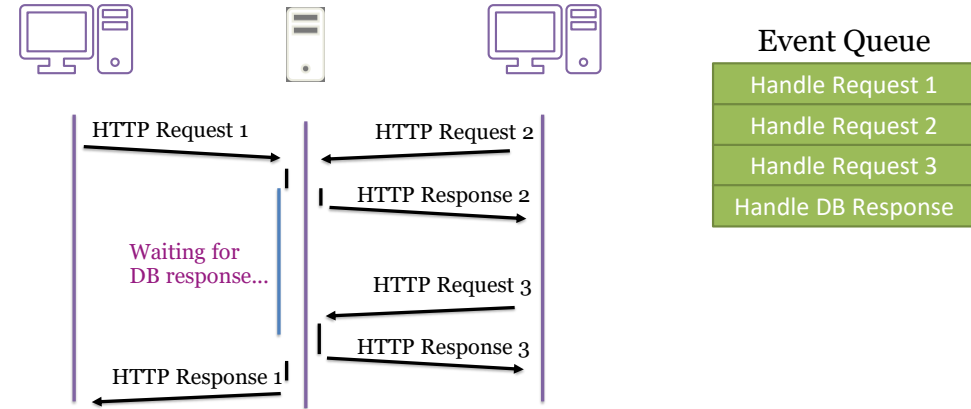 Event Queue
Handle Request 1
Handle Request 2
Handle Request 3
Handle DB Response
HTTP Request 1
HTTP Request 2
HTTP Response 2
Waiting for
DB response...
HTTP Request 3
HTTP Response 3
HTTP Response 1